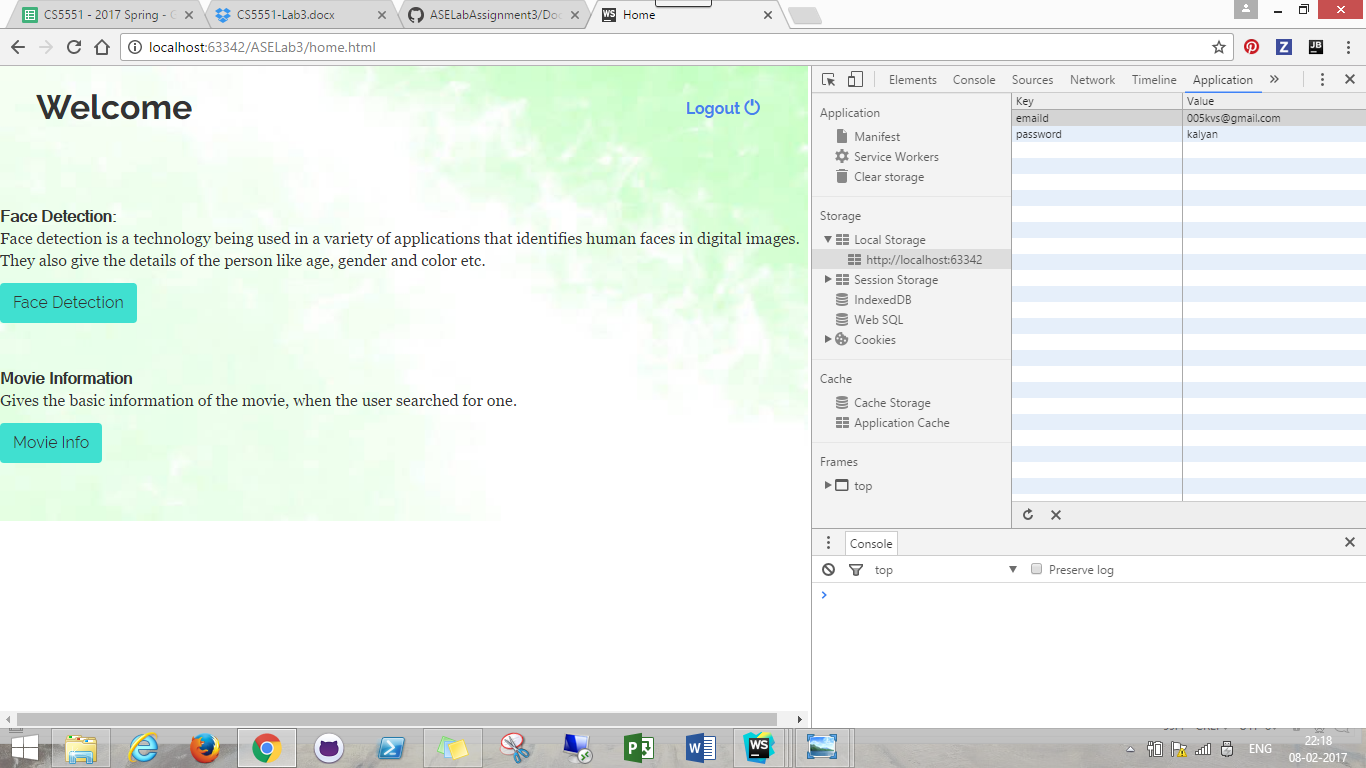 CS5551 - 2017 Spring - G
CS5551-Lab3.docx
ASELabAssignment3/Doc
WS Home
localhost:63342/ASELab3/home.html
Z
JB
Welcome
Logout
Face Detection:
Face detection is a technology being used in a variety of applications that identifies human faces in digital images.
They also give the details of the person like age, gender and color etc.
Face Detection
Movie Information
Gives the basic information of the movie, when the user searched for one.
Movie Info
Elements Console Sources Network Timeline Application »
Application
Manifest
Service Workers
Clear storage
Storage
Local Storage
http://localhost:63342
Session Storage
IndexedDB
Web SQL
Cookies
Cache
Cache Storage
Application Cache
Frames
top
Key Value
emaId 005kvs@gmail.com
password kalyan
Console
top Preserve log
WS
ENG
22:18
08-02-2017